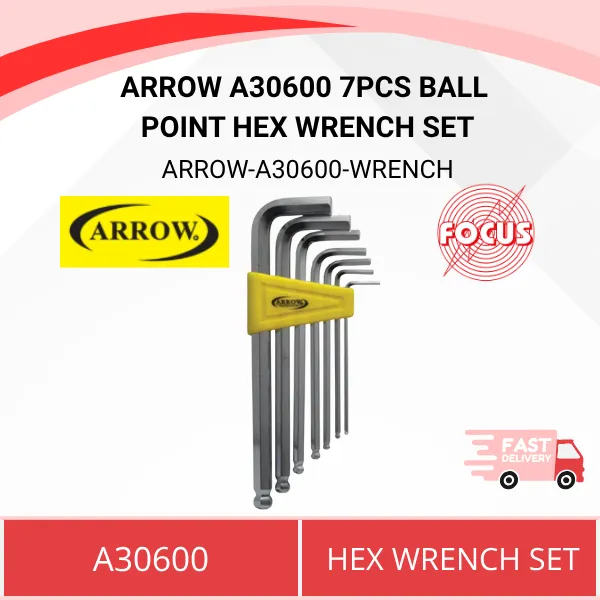 ARROW A30600 7PCS BALL
POINT HEX WRENCH SET
ARROW-A30600-WRENCH
ARROW®
FOCUS
ARROW
FAST
DELIVERY
A30600
HEX WRENCH SET